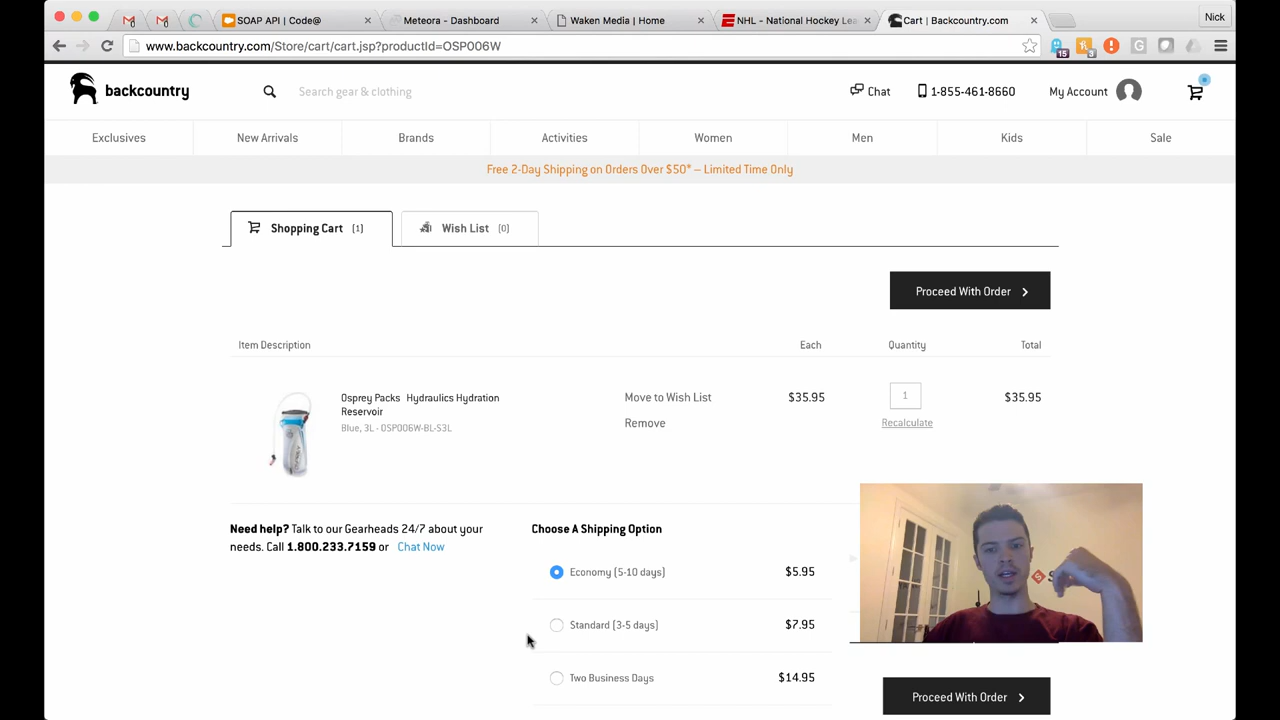 SOAP API | Code@
Meteora - Dashboard
Waken Media | Home
NHL - National Hockey Lea
Cart | Backcountry.com
Nick
www.backcountry.com/Store/cart/cart.jsp?productId=OSP006W
15
3
backcountry
Search gear & clothing
Chat
1-855-461-8660
My Account
Exclusives
New Arrivals
Brands
Activities
Women
Men
Kids
Sale
Free 2-Day Shipping on Orders Over $50* – Limited Time Only
Shopping Cart (1)
Wish List (0)
Proceed With Order
Item Description
Each
Quantity
Total
Osprey Packs Hydraulics Hydration
Reservoir
Blue, 3L - OSP006W-BL-S3L
Move to Wish List
Remove
$35.95
1
Recalculate
$35.95
Need help? Talk to our Gearheads 24/7 about your
needs. Call 1.800.233.7159 or Chat Now
Choose A Shipping Option
Economy (5-10 days) $5.95
Standard (3-5 days) $7.95
Two Business Days $14.95
Proceed With Order